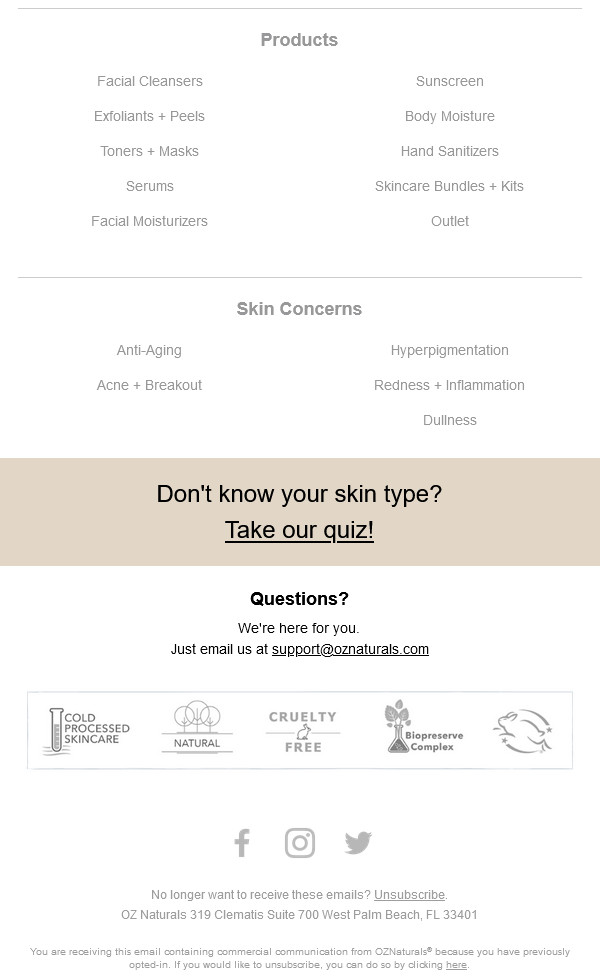 Products
Facial Cleansers
Sunscreen
Exfoliants + Peels
Body Moisture
Toners + Masks
Hand Sanitizers
Serums
Skincare Bundles + Kits
Facial Moisturizers
Outlet
Skin Concerns
Anti-Aging
Hyperpigmentation
Acne + Breakout
Redness + Inflammation
Dullness
Don't know your skin type?
Take our quiz!
Questions?
We're here for you.
Just email us at support@oznaturals.com
COLD
PROCESSED
SKINCARE
NATURAL
CRUELTY
FREE
Biopreserve
Complex
No longer want to receive these emails? Unsubscribe.
OZ Naturals 319 Clematis Suite 700 West Palm Beach, FL 33401
You are receiving this email containing commercial communication from OZNaturals® because you have previously
opted-in. If you would like to unsubscribe, you can do so by clicking here.